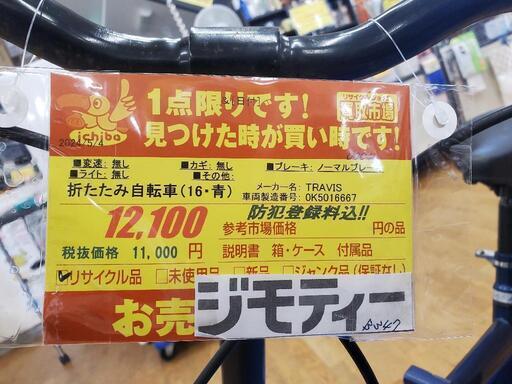 1点限りです!
見つけた時が買い時です!
リサイクル
ichiba
2024/5/4
■変速:無し
■カギ:無し
■ブレーキ:ノーマルブレーキ
■ライト:無し
■その他:
折たたみ自転車(16・青)
メーカー名:TRAVIS
車両製造番号:OK5016667
12,100
防犯登録料込!!
参考市場価格 円の品
税抜価格 11,000 円
説明書 箱・ケース 付属品
☑リサイクル品 □未使用品 □新品 □ジャンク品(保証なし)
お売
ジモティー